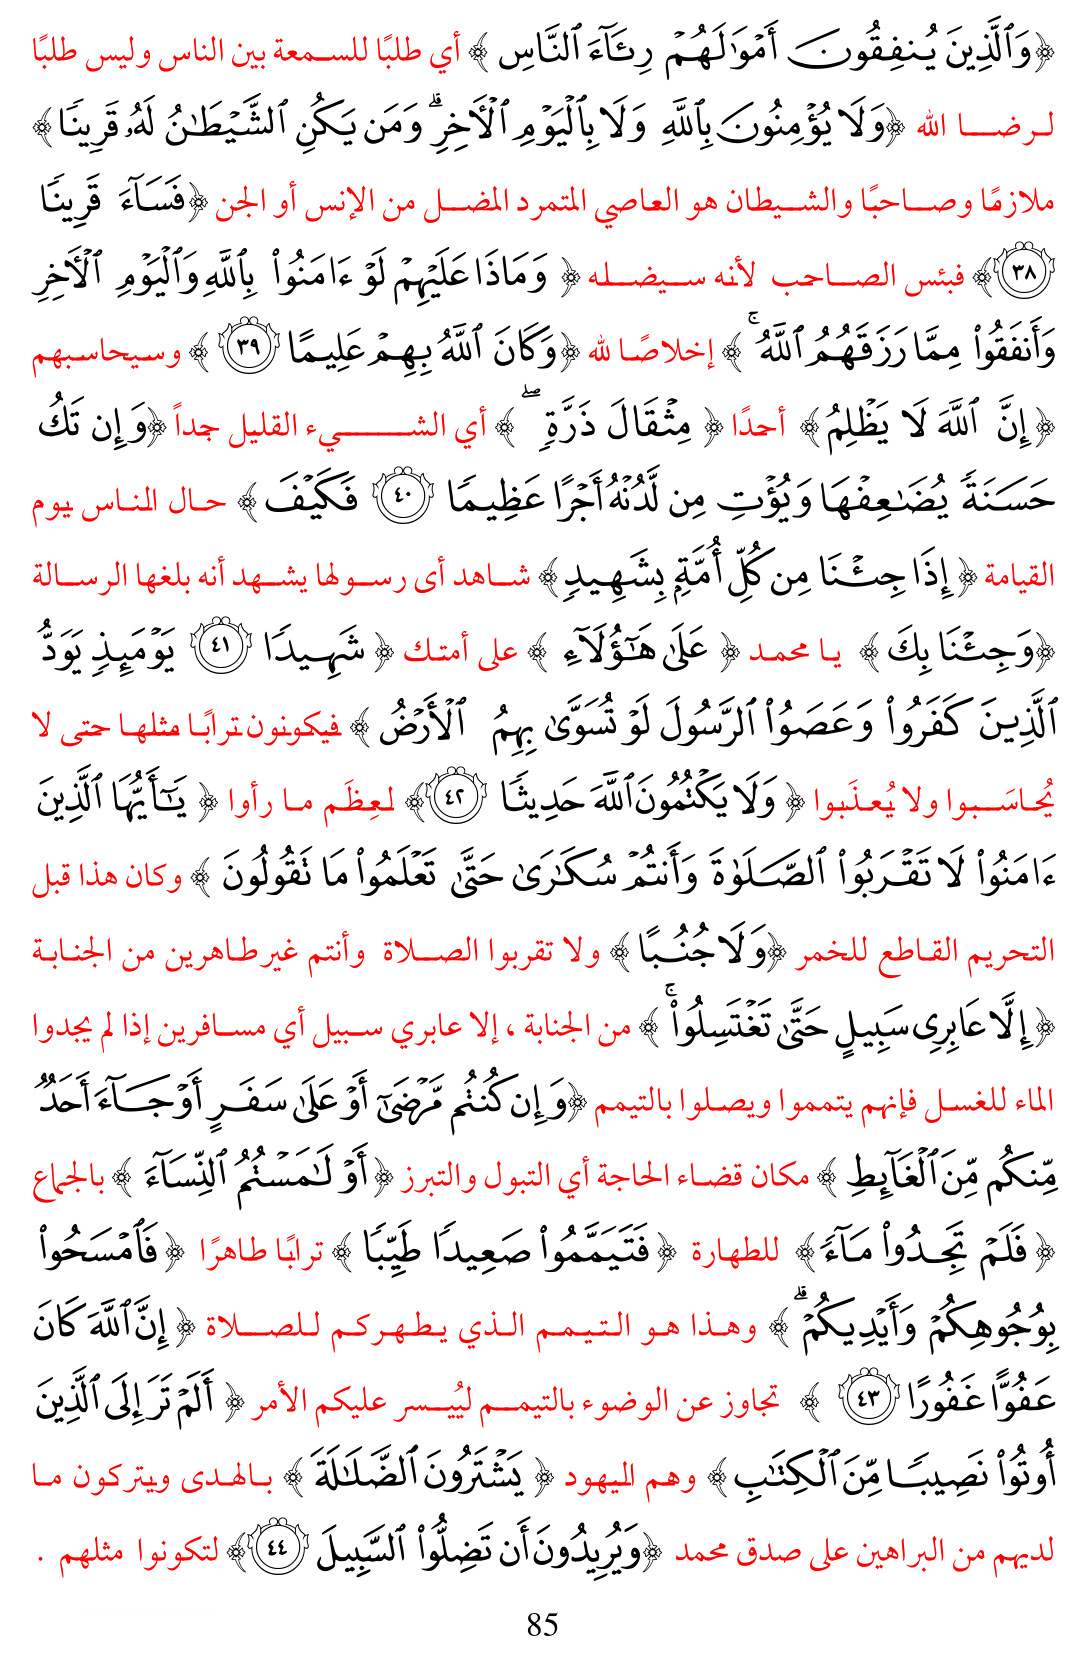 ﴿وَٱلَّذِينَ يُنفِقُونَ أَمْوَٰلَهُمْ رِئَآءَ ٱلنَّاسِ ﴾ أي طلبًا للسمعة بين الناس وليس طلبًا
لرضا الله ﴿وَلَا يُؤْمِنُونَ بِٱللَّهِ وَلَا بِٱلْيَوْمِ ٱلْأَخِرِ ۗ وَمَن يَكُنِ ٱلشَّيْطَٰنُ لَهُۥ قَرِينًا﴾
ملازمًا وصاحبًا والشيطان هو العاصي المتمرد المضل من الإنس أو الجن ﴿فَسَآءَ قَرِينًا
٣٨﴾ فبئس الصاحب لأنه سيضله ﴿ وَمَاذَا عَلَيْهِمْ لَوْ ءَامَنُوا۟ بِٱللَّهِ وَٱلْيَوْمِ ٱلْأَخِرِ
وَأَنفَقُوا۟ مِمَّا رَزَقَهُمُ ٱللَّهُ ۚ ﴾ إخلاصًا لله ﴿وَكَانَ ٱللَّهُ بِهِمْ عَلِيمًا ٣٩ ﴾ وسيحاسبهم
﴿ إِنَّ ٱللَّهَ لَا يَظْلِمُ﴾ أحدًا ﴿ مِثْقَالَ ذَرَّةٍ ۖ ﴾ أي الشيء القليل جداً ﴿وَإِن تَكُ
حَسَنَةً يُضَٰعِفْهَا وَيُؤْتِ مِن لَّدُنْهُ أَجْرًا عَظِيمًا ٤٠ فَكَيْفَ ﴾ حال الناس يوم
القيامة ﴿ إِذَا جِئْنَا مِن كُلِّ أُمَّةٍۭ بِشَهِيدٍ﴾ شاهد أى رسولها يشهد أنه بلغها الرسالة
﴿وَجِئْنَا بِكَ ﴾ يا محمد ﴿ عَلَىٰ هَٰٓؤُلَآءِ ﴾ على أمتك ﴿ شَهِيدًا ٤١ يَوْمَئِذٍ يَوَدُّ
ٱلَّذِينَ كَفَرُوا۟ وَعَصَوُا۟ ٱلرَّسُولَ لَوْ تُسَوَّىٰ بِهِمُ ٱلْأَرْضُ ﴾ فيكونون ترابًا مثلها حتى لا
يُحاسَبوا ولا يُعذَبوا ﴿ وَلَا يَكْتُمُونَ ٱللَّهَ حَدِيثًا ٤٢﴾ لعِظَم ما رأوا ﴿ يَٰٓأَيُّهَا ٱلَّذِينَ
ءَامَنُوا۟ لَا تَقْرَبُوا۟ ٱلصَّلَوٰةَ وَأَنتُمْ سُكَٰرَىٰ حَتَّىٰ تَعْلَمُوا۟ مَا تَقُولُونَ ﴾ وكان هذا قبل
التحريم القاطع للخمر ﴿وَلَا جُنُبًا ﴾ ولا تقربوا الصلاة وأنتم غير طاهرين من الجنابة
﴿ إِلَّا عَابِرِى سَبِيلٍ حَتَّىٰ تَغْتَسِلُوا۟ ۚ ﴾ من الجنابة ، إلا عابري سبيل أي مسافرين إذا لم يجدوا
الماء للغسل فإنهم يتمموا ويصلوا بالتيمم ﴿وَإِن كُنتُم مَّرْضَىٰٓ أَوْ عَلَىٰ سَفَرٍ أَوْ جَآءَ أَحَدٌ
مِّنكُم مِّنَ ٱلْغَآئِطِ ﴾ مكان قضاء الحاجة أي التبول والتبرز ﴿أَوْ لَٰمَسْتُمُ ٱلنِّسَآءَ ﴾ بالجماع
﴿ فَلَمْ تَجِدُوا۟ مَآءً﴾ للطهارة ﴿ فَتَيَمَّمُوا۟ صَعِيدًا طَيِّبًا ﴾ ترابًا طاهرًا ﴿ فَٱمْسَحُوا۟
بِوُجُوهِكُمْ وَأَيْدِيكُمْ ۗ ﴾ وهذا هو التيمم الذي يطهركم للصلاة ﴿ إِنَّ ٱللَّهَ كَانَ
عَفُوًّا غَفُورًا ٤٣ ﴾ تجاوز عن الوضوء بالتيمم ليُيسر عليكم الأمر ﴿ أَلَمْ تَرَ إِلَى ٱلَّذِينَ
أُوتُوا۟ نَصِيبًا مِّنَ ٱلْكِتَٰبِ﴾ وهم اليهود ﴿ يَشْتَرُونَ ٱلضَّلَٰلَةَ ﴾ بالهدى ويتركون ما
لديهم من البراهين على صدق محمد ﴿وَيُرِيدُونَ أَن تَضِلُّوا۟ ٱلسَّبِيلَ ٤٤﴾ لتكونوا مثلهم .
85